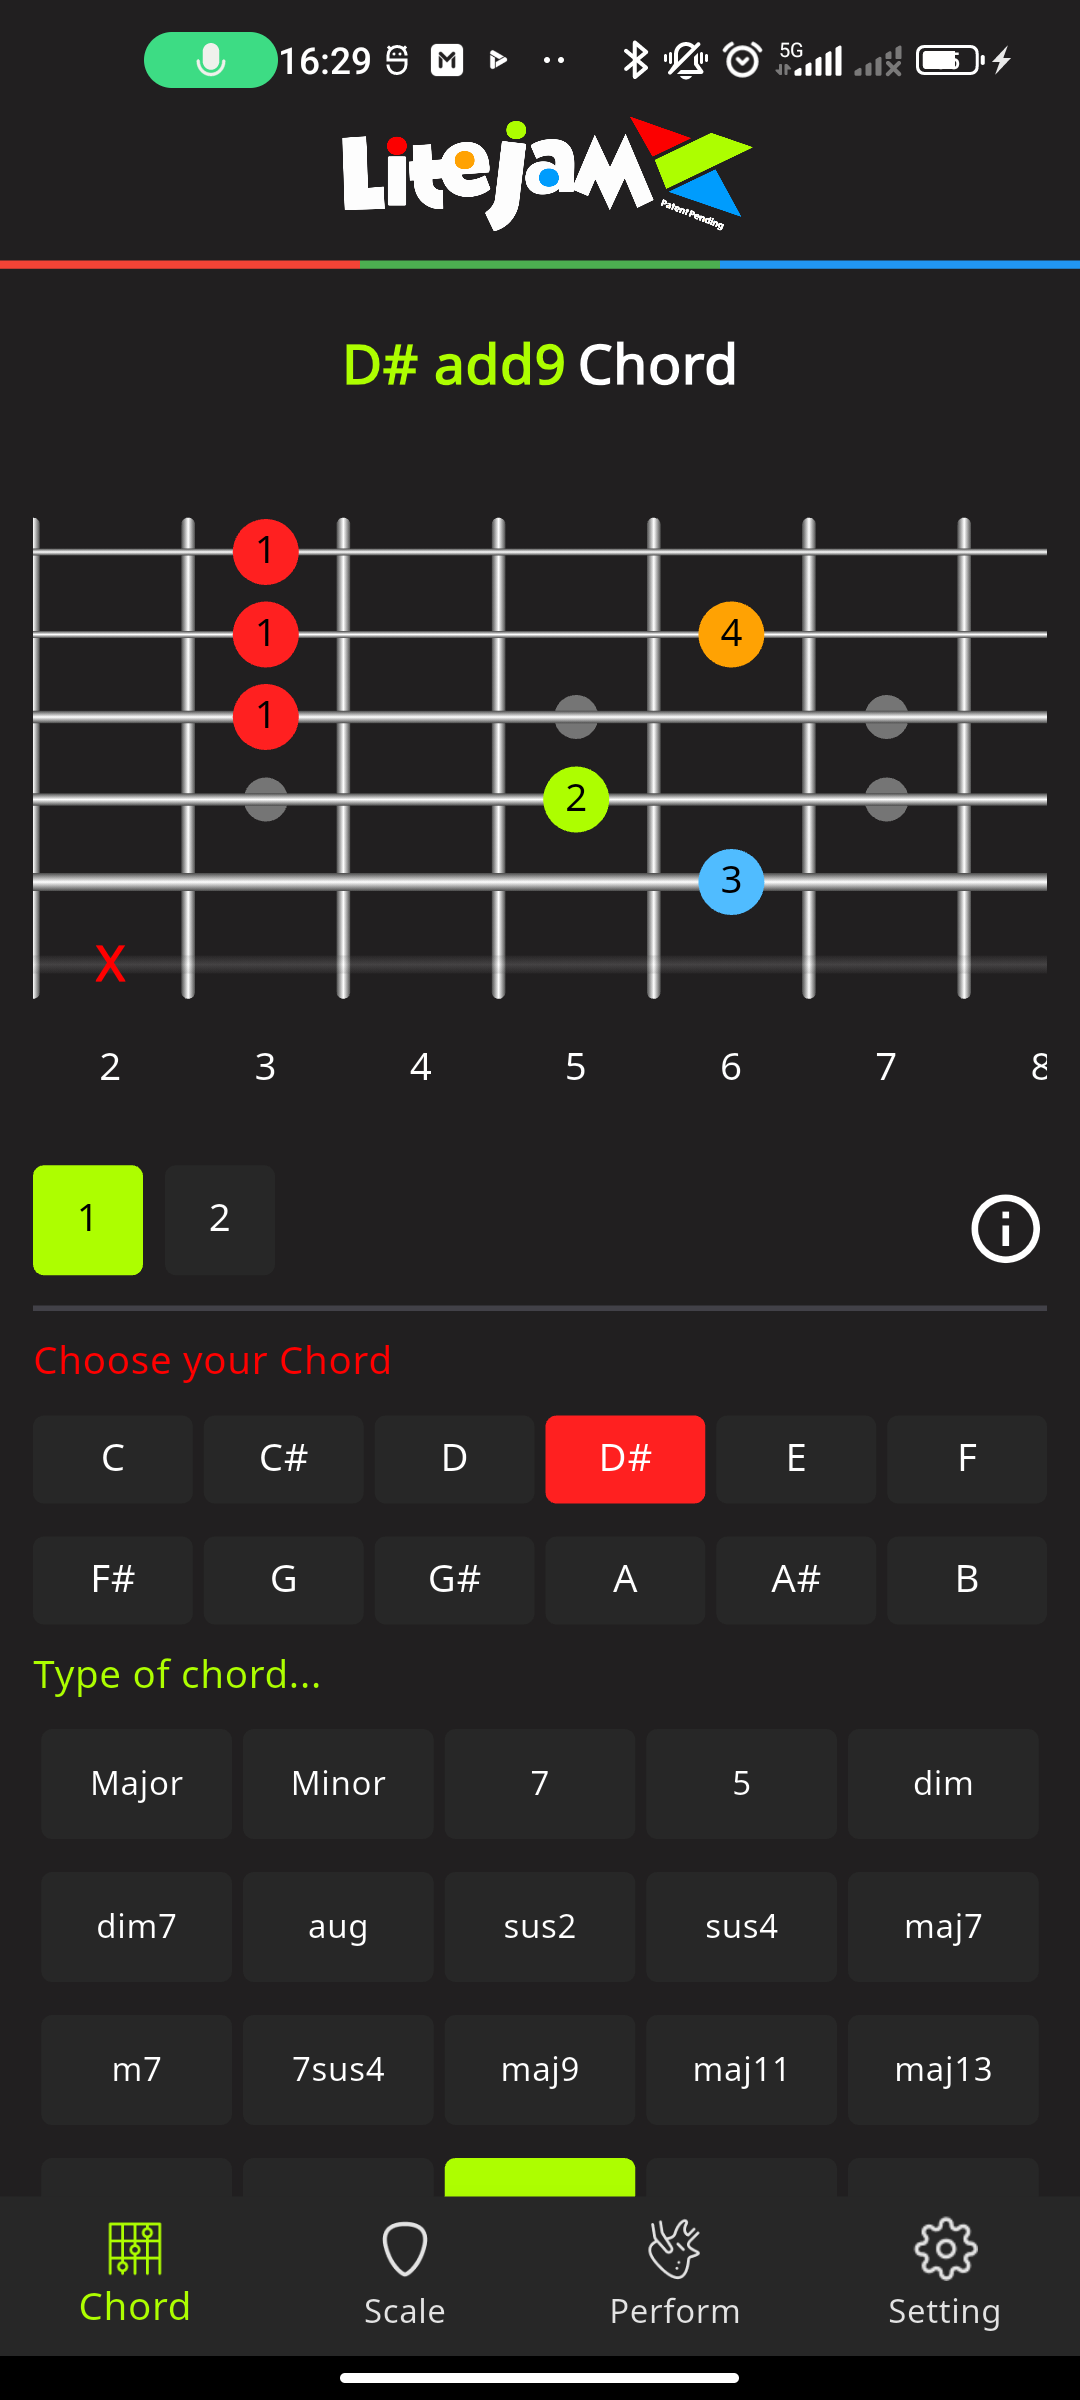 16:29
5G
Litejam
Patent Pending
D# add9 Chord
1
1
4
1
2
3
X
2 3 4 5 6 7 8
1 2
Choose your Chord
C C# D D# E F
F# G G# A A# B
Type of chord...
Major Minor 7 5 dim
dim7 aug sus2 sus4 maj7
m7 7sus4 maj9 maj11 maj13
Chord Scale Perform Setting